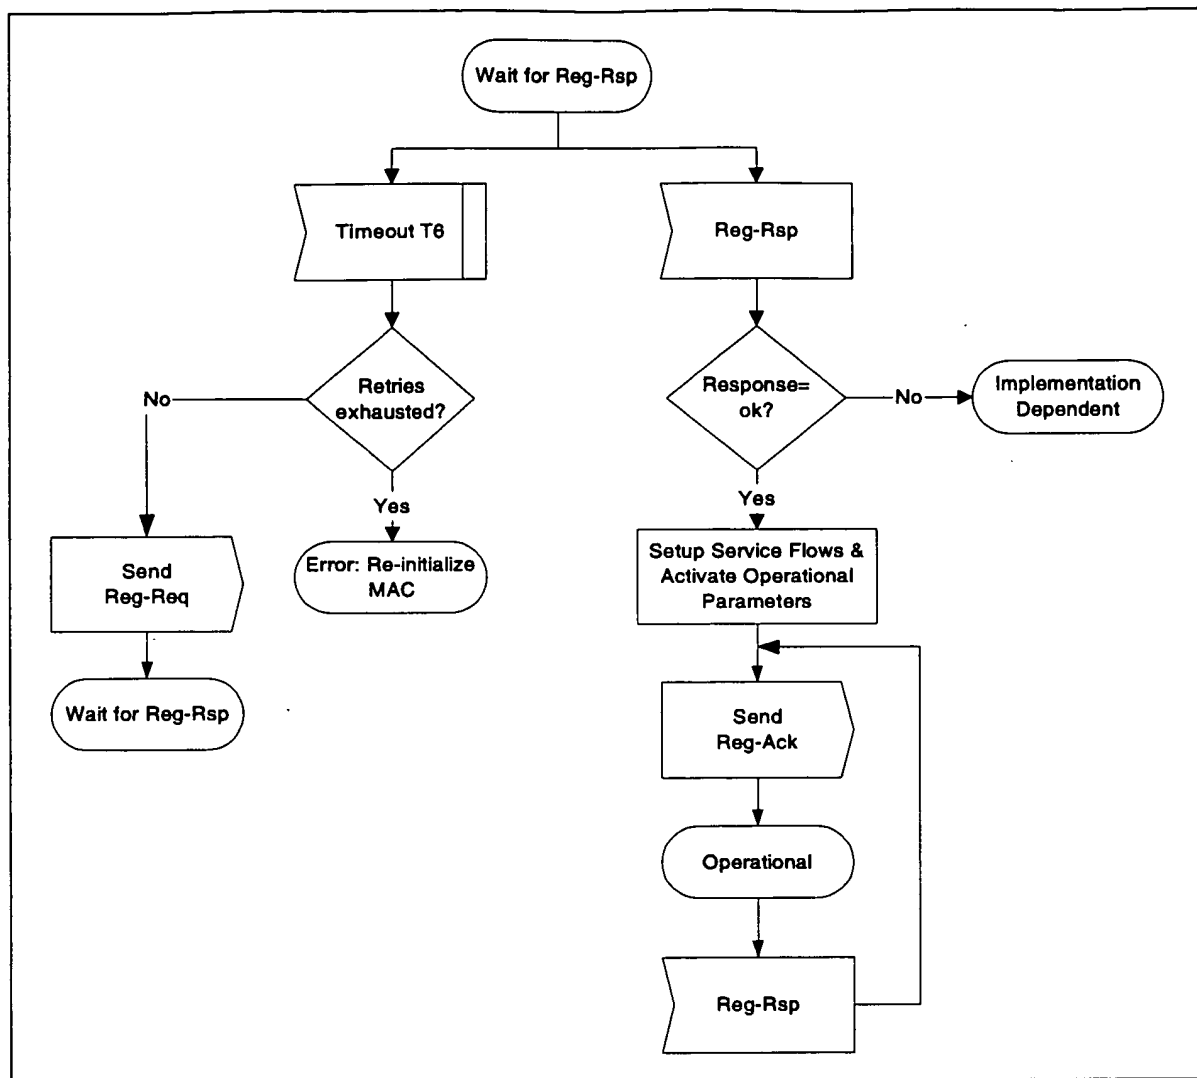 Wait for Reg-Rsp
Timeout T6
Reg-Rsp
Retries
exhausted?
No
Yes
Response=
ok?
No
Implementation
Dependent
Yes
Send
Reg-Req
Error: Re-initialize
MAC
Setup Service Flows &
Activate Operational
Parameters
Wait for Reg-Rsp
Send
Reg-Ack
Operational
Reg-Rsp